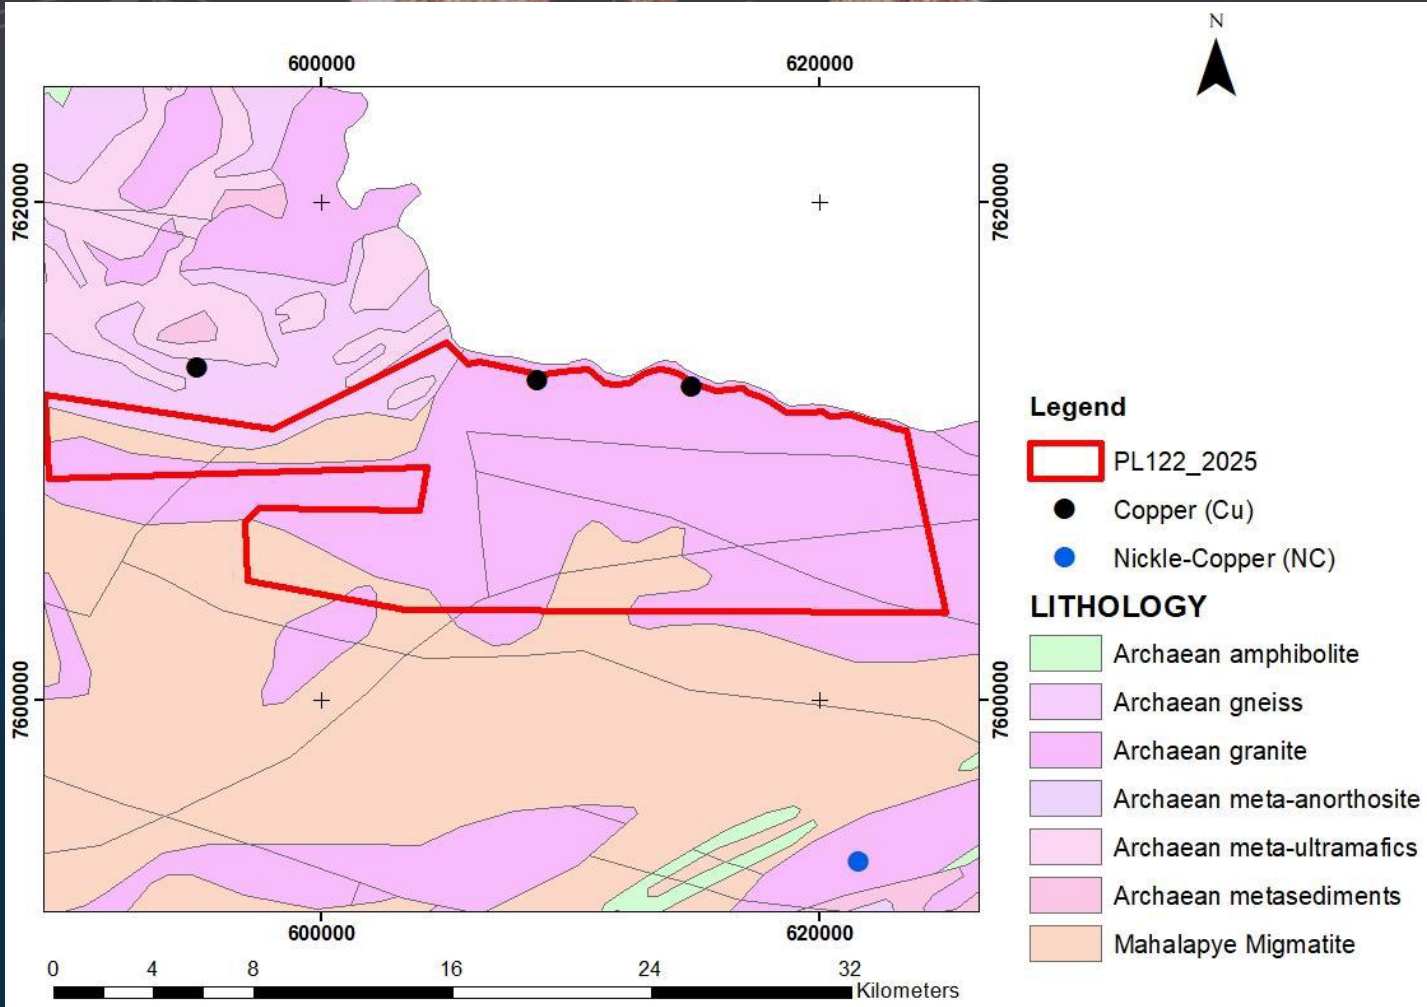 N
600000 620000
7620000 7620000
7600000 7600000
600000 620000
0 4 8 16 24 32
Kilometers
Legend
PL122_2025
Copper (Cu)
Nickle-Copper (NC)
LITHOLOGY
Archaean amphibolite
Archaean gneiss
Archaean granite
Archaean meta-anorthosite
Archaean meta-ultramafics
Archaean metasediments
Mahalapye Migmatite